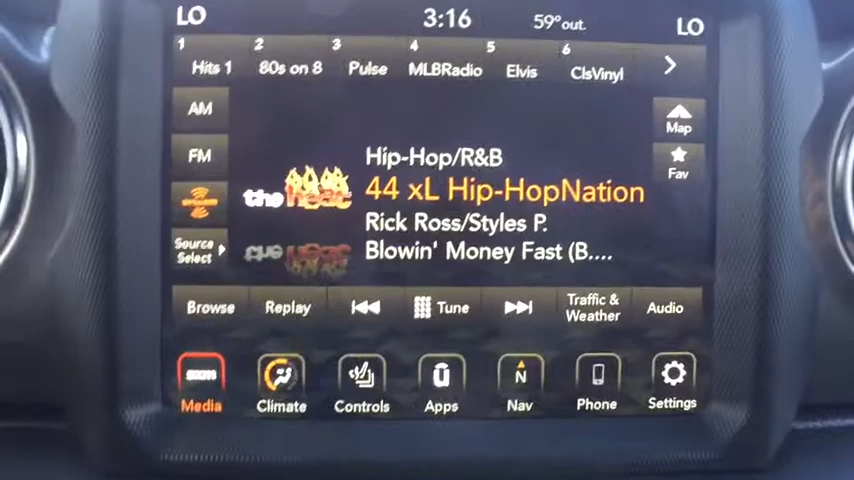 LO 3:16 59°out. LO
1 2 3 4 5 6
Hits 1 80s on 8 Pulse MLBRadio Elvis ClsVinyl
AM
Map
FM
Fav
Source
Select
the heat
Hip-Hop/R&B
44 xL Hip-HopNation
Rick Ross/Styles P.
Blowin' Money Fast (B....
Browse Replay Tune Traffic &
Weather Audio
Media Climate Controls Apps N
Nav Phone Settings